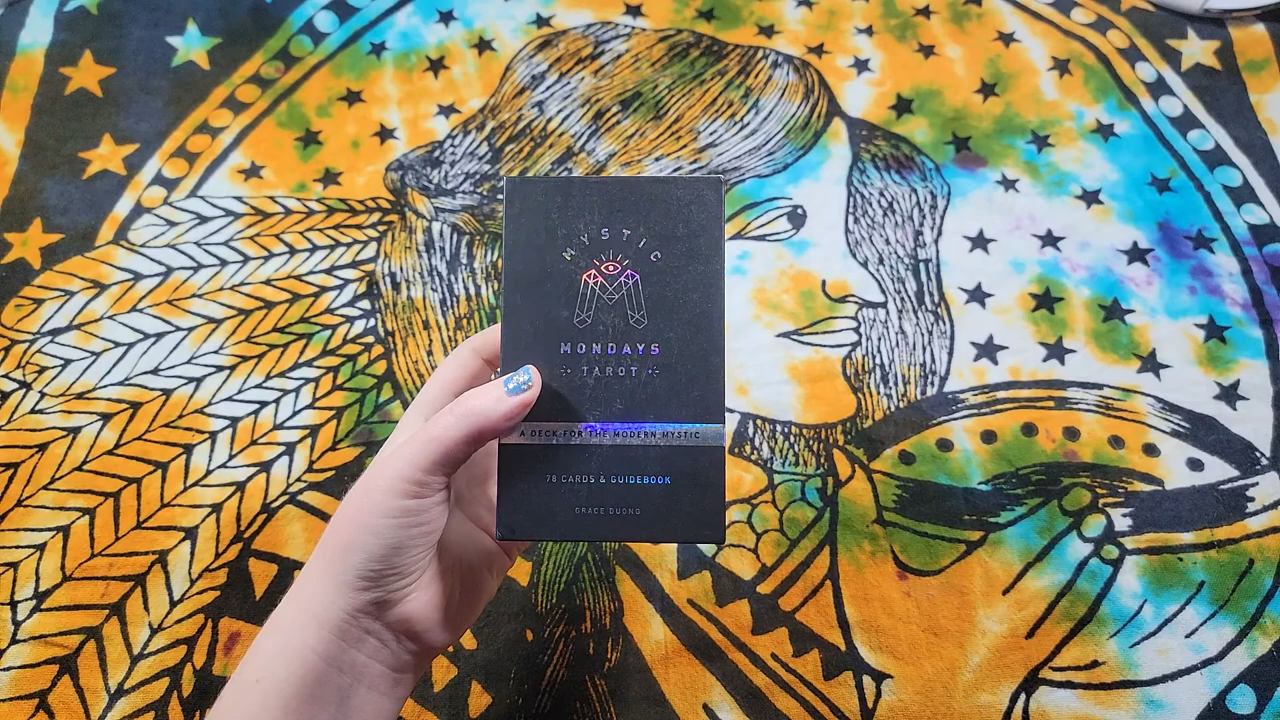 MYSTIC
MONDAYS
TAROT
A DECK FOR THE MODERN MYSTIC
78 CARDS & GUIDEBOOK
GRACE DUONG